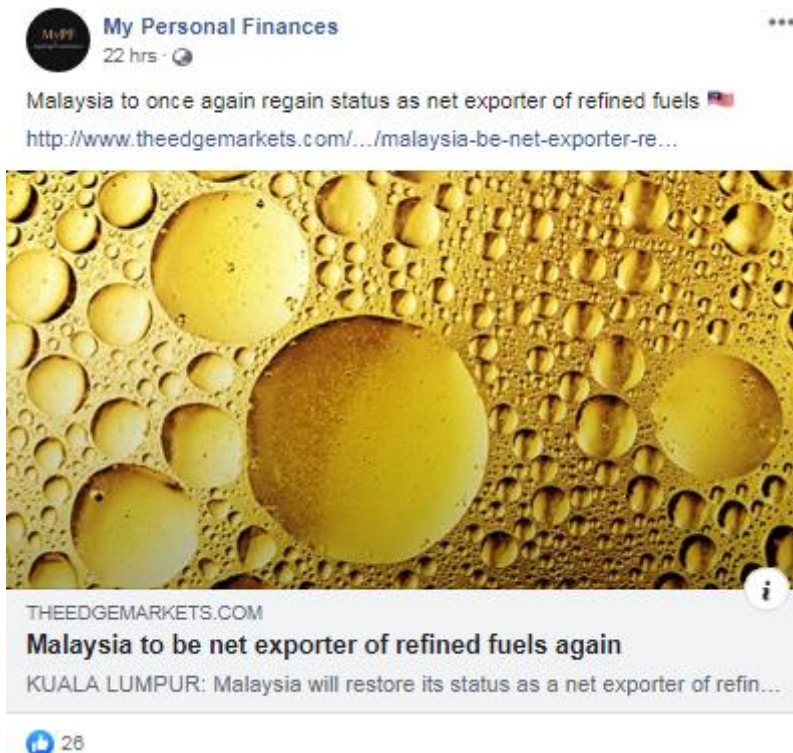 MyPF
My Personal Finances
22 hrs ·
Malaysia to once again regain status as net exporter of refined fuels 🇲🇾
http://www.theedgemarkets.com/.../malaysia-be-net-exporter-re...
i
THEEDGEMARKETS.COM
Malaysia to be net exporter of refined fuels again
KUALA LUMPUR: Malaysia will restore its status as a net exporter of refin...
26